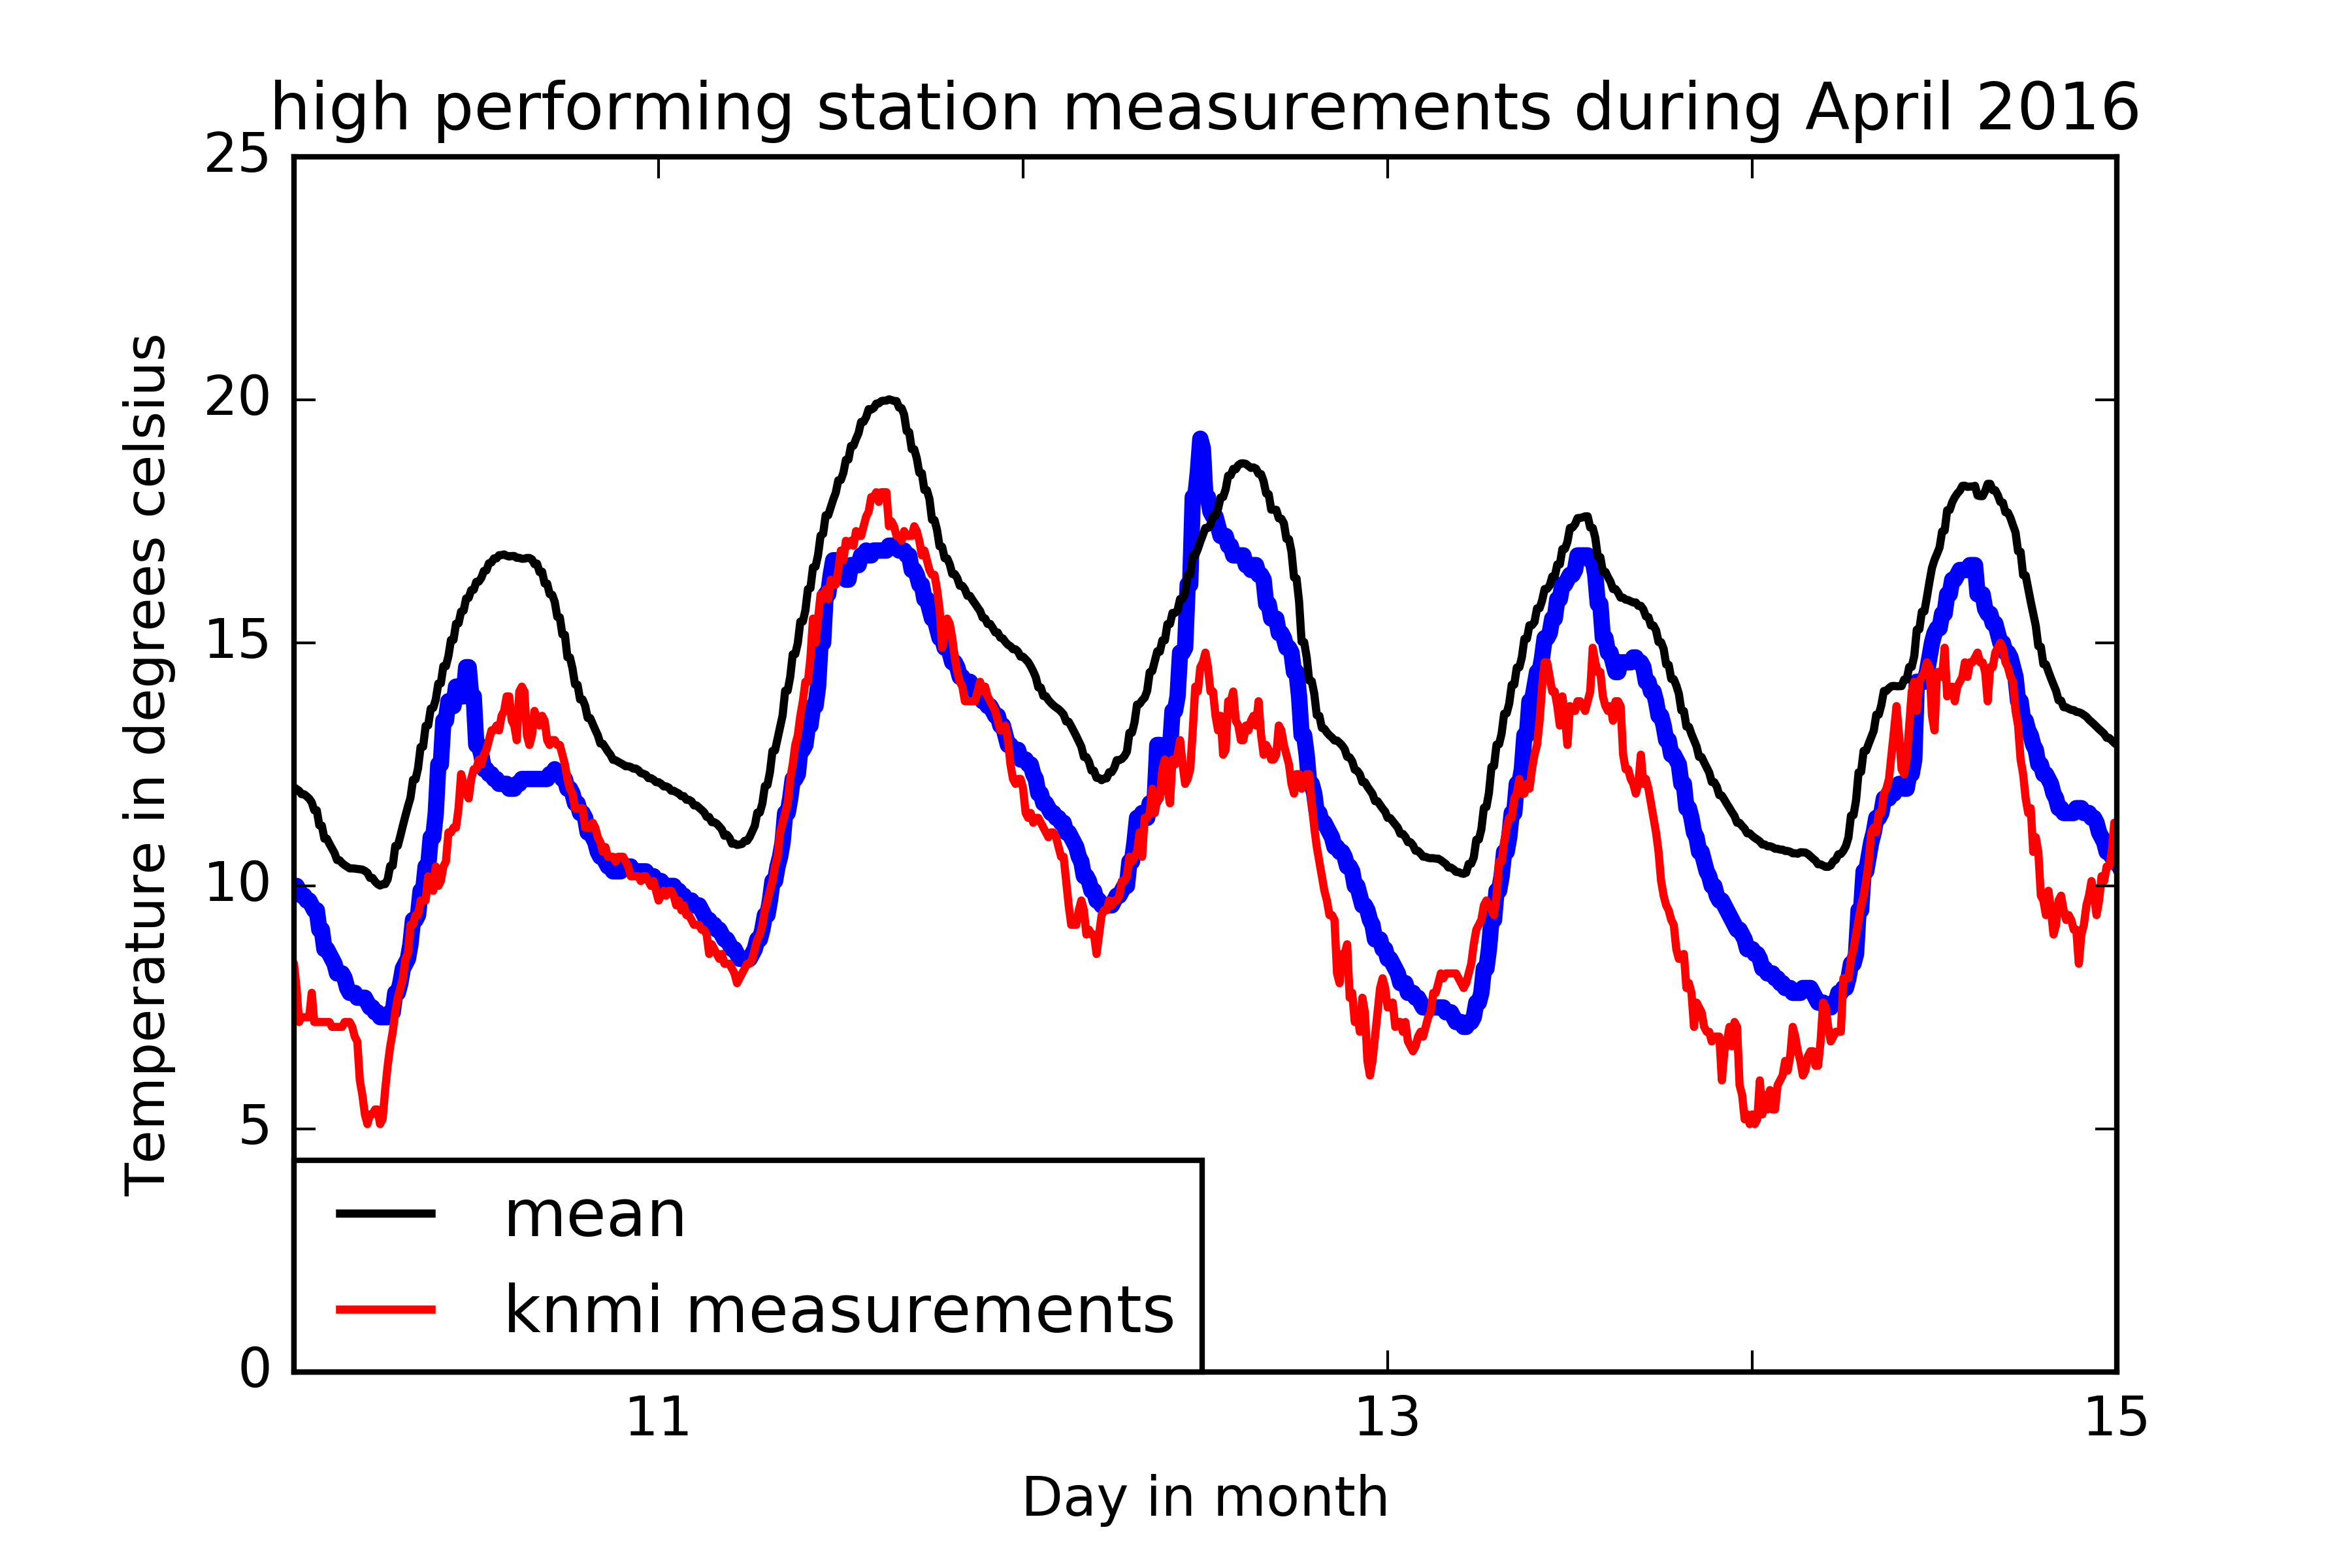 high performing station measurements during April 2016
25
20
15
10
5
0
Temperature in degrees celsius
mean
knmi measurements
11
13
15
Day in month